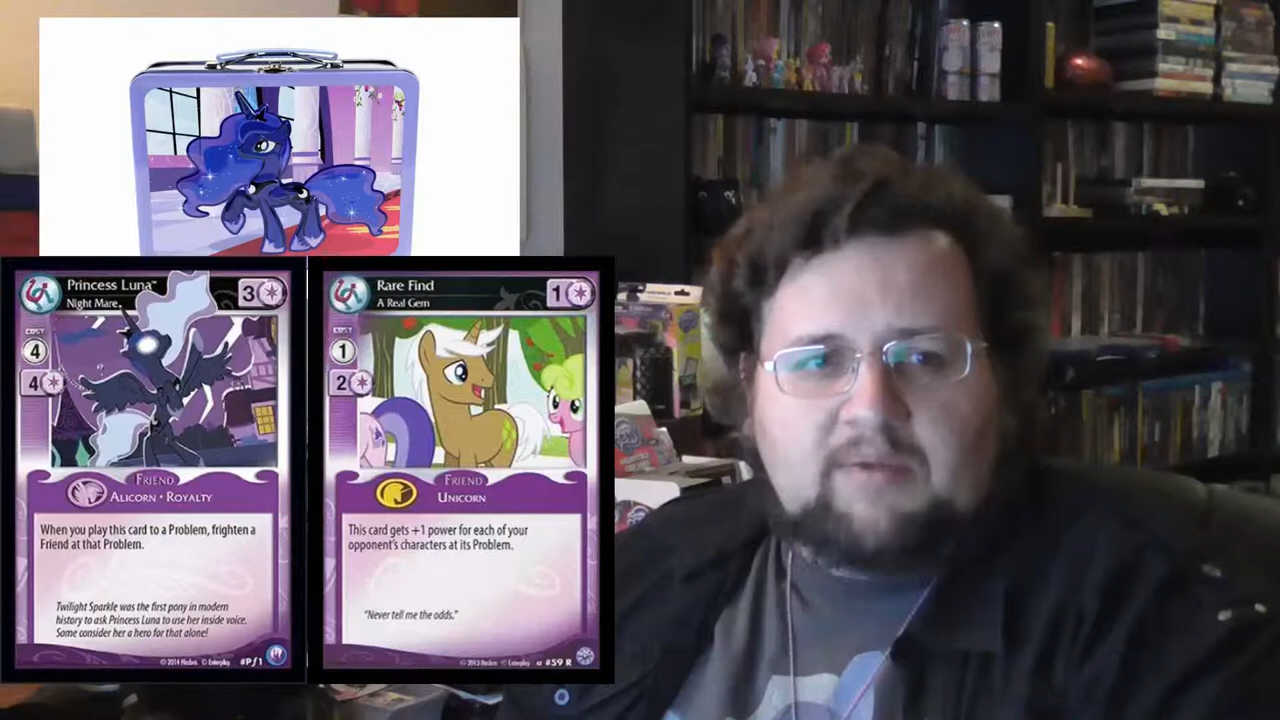 Princess Luna™
Night Mare
3
COST
4
4
FRIEND
ALICORN • ROYALTY
When you play this card to a Problem, frighten a
Friend at that Problem.
Twilight Sparkle was the first pony in modern
history to ask Princess Luna to use her inside voice.
Some consider her a hero for that alone!
© 2014 Hasbro. © Enterplay
#Pf1
Rare Find
A Real Gem
1
COST
1
2
FRIEND
UNICORN
This card gets +1 power for each of your
opponent's characters at its Problem.
"Never tell me the odds."
© 2013 Hasbro. © Enterplay
#59 R